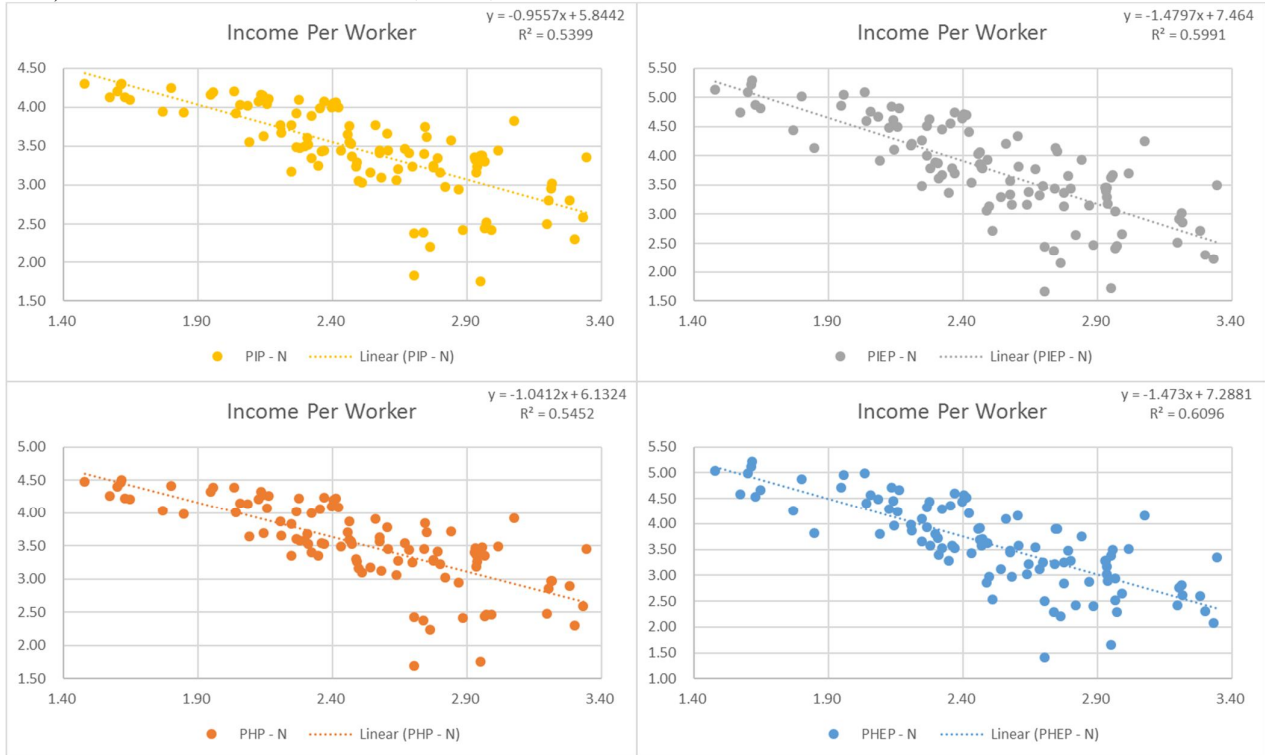 y = -0.9557x + 5.8442
R² = 0.5399
Income Per Worker
4.50
4.00
3.50
3.00
2.50
2.00
1.50
1.40 1.90 2.40 2.90 3.40
PIP - N Linear (PIP - N)
y = -1.4797x + 7.464
R² = 0.5991
Income Per Worker
5.50
5.00
4.50
4.00
3.50
3.00
2.50
2.00
1.50
1.40 1.90 2.40 2.90 3.40
PIEP - N Linear (PIEP - N)
y = -1.0412x + 6.1324
R² = 0.5452
Income Per Worker
5.00
4.50
4.00
3.50
3.00
2.50
2.00
1.50
1.40 1.90 2.40 2.90 3.40
PHP - N Linear (PHP - N)
y = -1.473x + 7.2881
R² = 0.6096
Income Per Worker
5.50
5.00
4.50
4.00
3.50
3.00
2.50
2.00
1.50
1.00
1.40 1.90 2.40 2.90 3.40
PHEP - N Linear (PHEP - N)